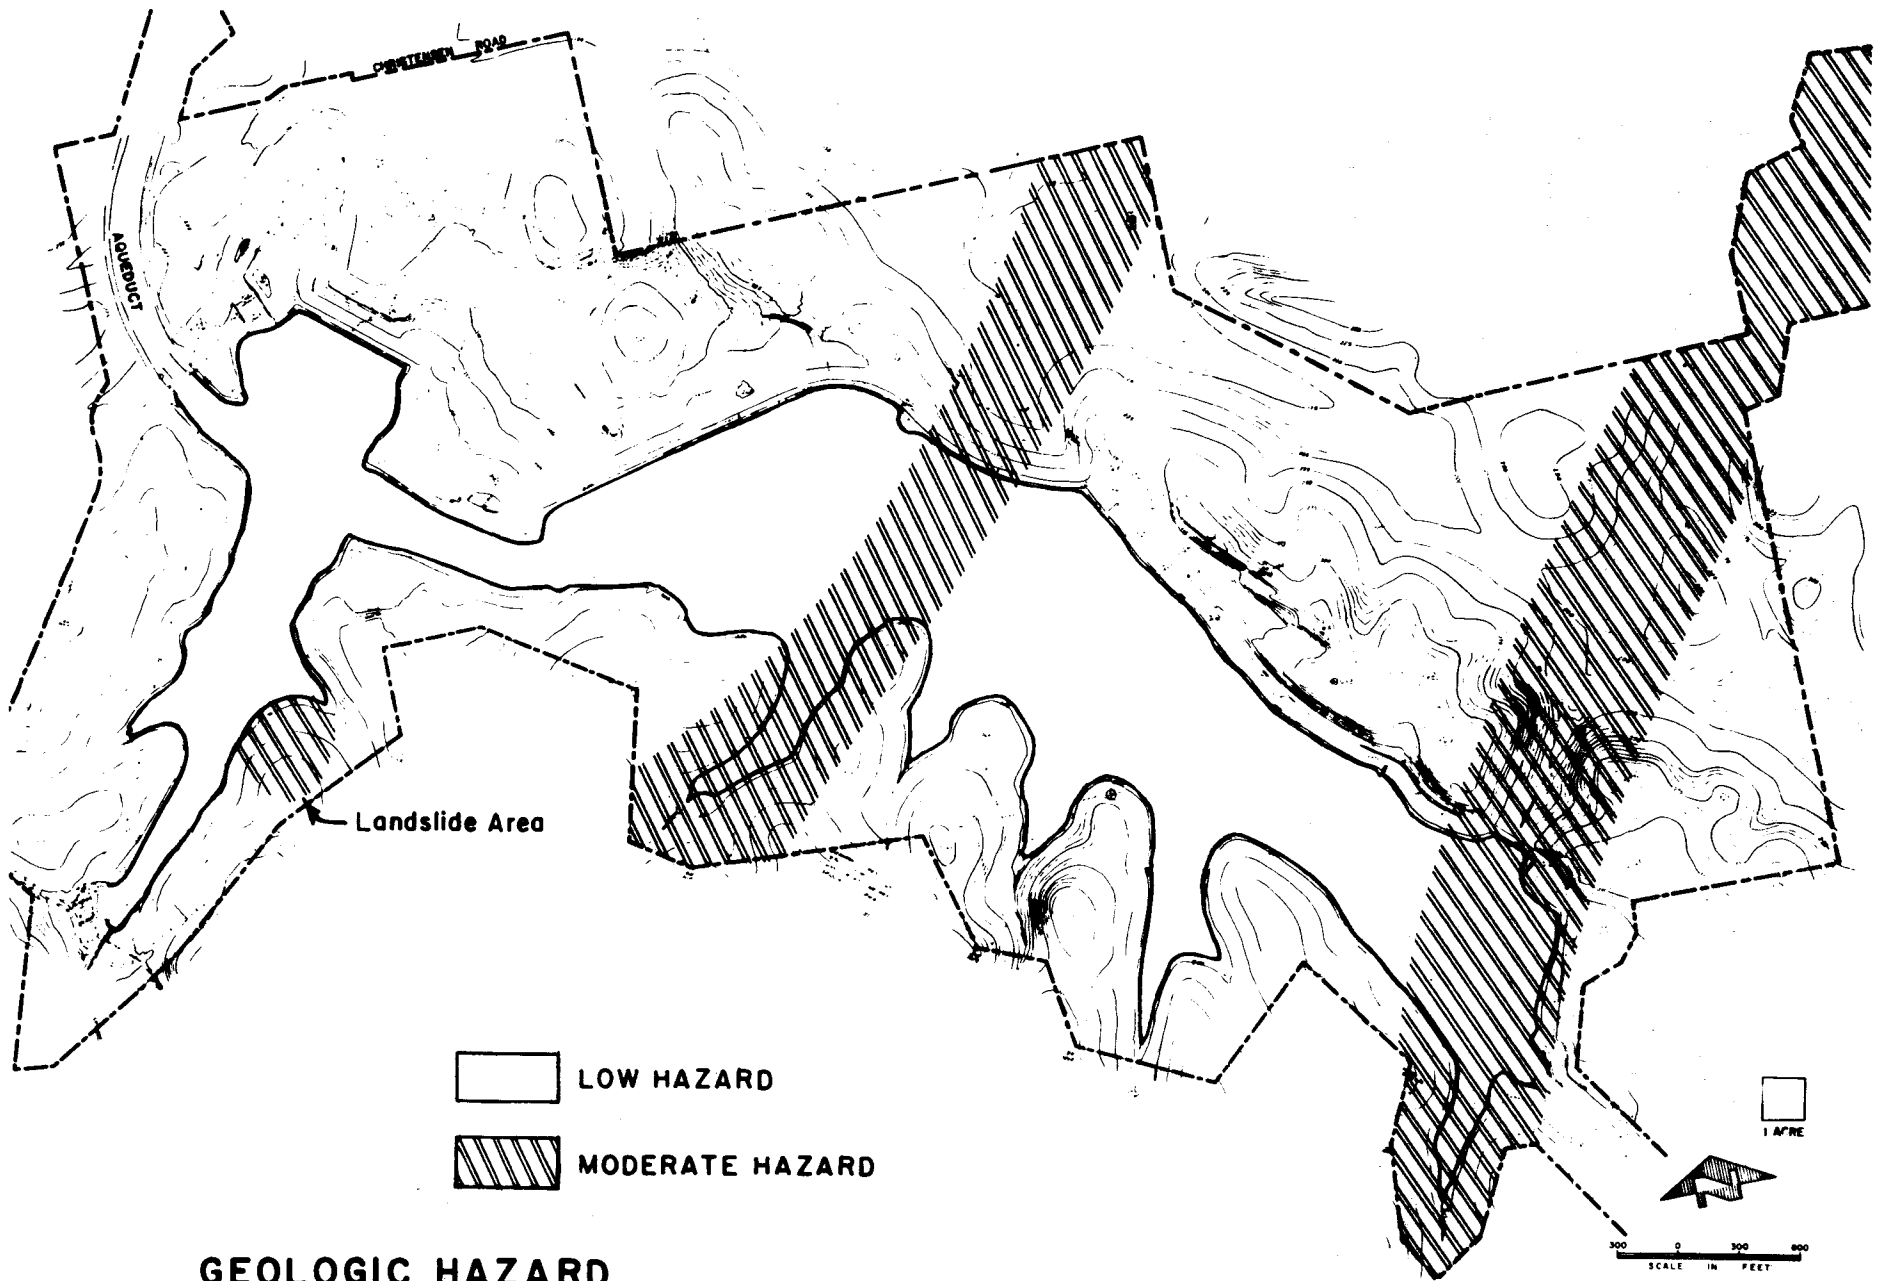 CHRISTENSEN ROAD
AQUEDUCT
Landslide Area
LOW HAZARD
MODERATE HAZARD
1 ACRE
300 0 300 600
SCALE IN FEET
GEOLOGIC HAZARD